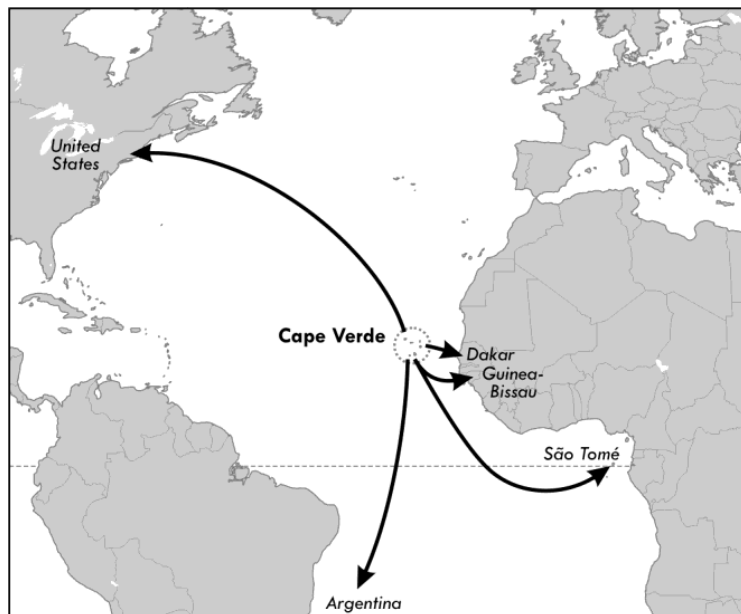 United
States
Cape Verde
Dakar
Guinea-
Bissau
São Tomé
Argentina